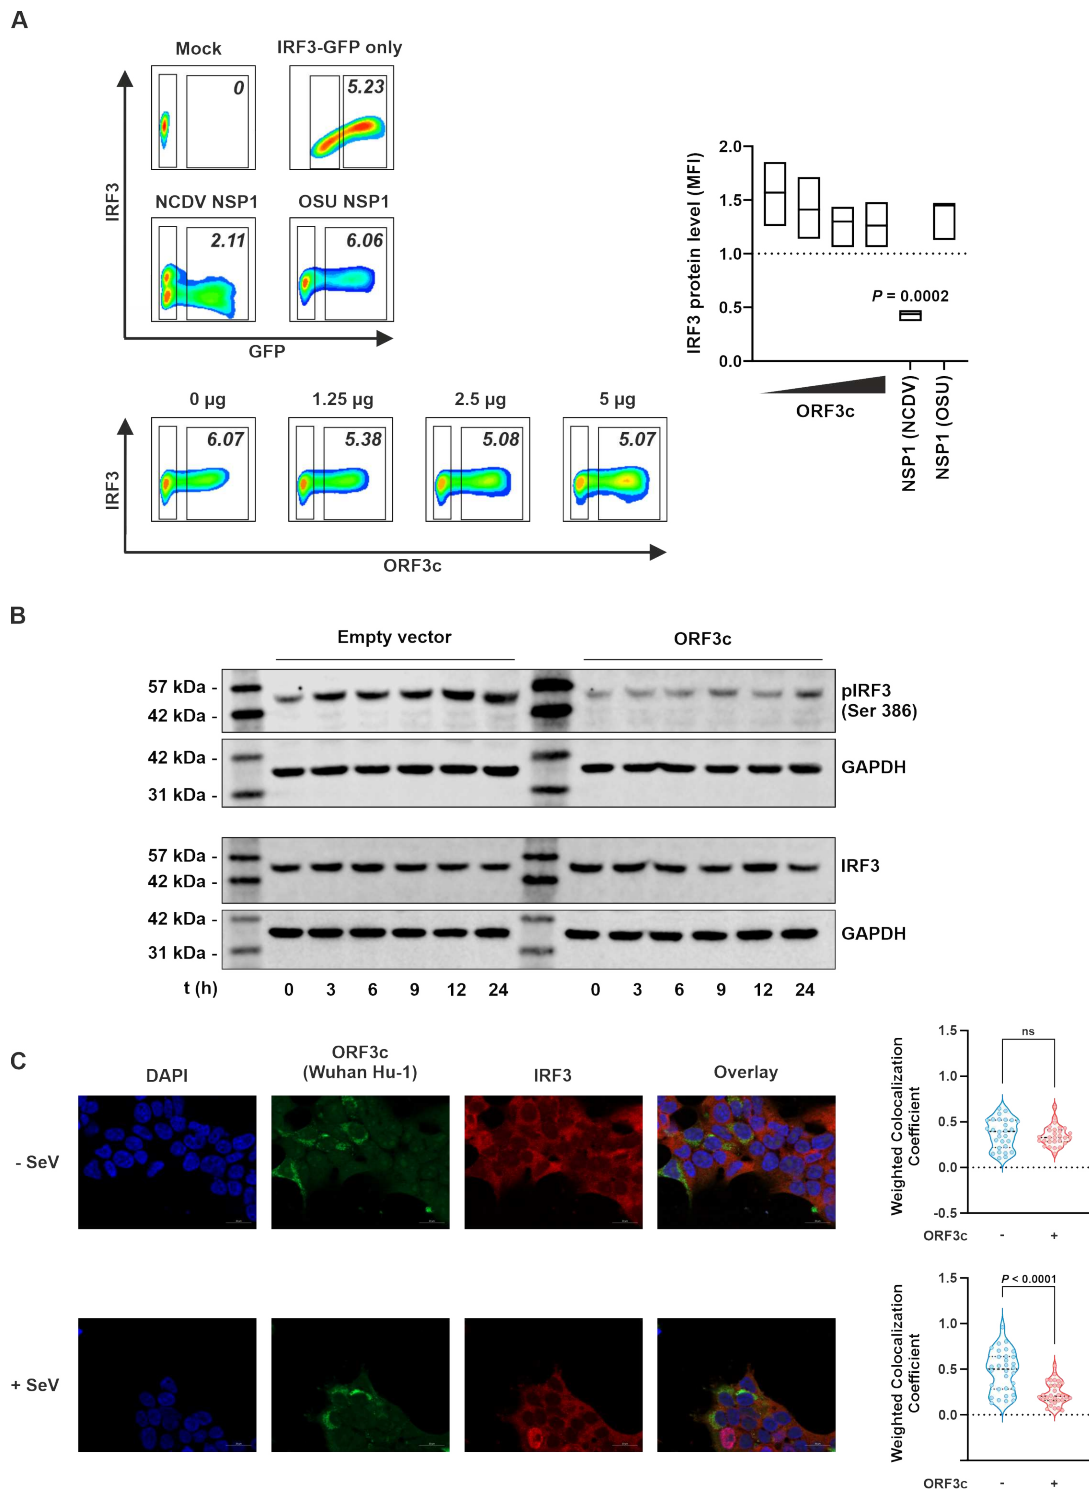 A
Mock
IRF3-GFP only
0
5.23
NCDV NSP1
OSU NSP1
2.11
6.06
IRF3
GFP
0 µg
1.25 µg
2.5 µg
5 µg
6.07
5.38
5.08
5.07
IRF3
ORF3c
IRF3 protein level (MFI)
2.0
1.5
1.0
0.5
0.0
P = 0.0002
ORF3c
NSP1 (NCDV)
NSP1 (OSU)
B
Empty vector
ORF3c
57 kDa -
42 kDa -
pIRF3
(Ser 386)
42 kDa -
31 kDa -
GAPDH
57 kDa -
42 kDa -
IRF3
42 kDa -
31 kDa -
GAPDH
t (h)
0
3
6
9
12
24
0
3
6
9
12
24
C
DAPI
ORF3c
(Wuhan Hu-1)
IRF3
Overlay
- SeV
+ SeV
Weighted Colocalization
Coefficient
1.5
1.0
0.5
0.0
-0.5
ns
ORF3c
-
+
Weighted Colocalization
Coefficient
1.5
1.0
0.5
0.0
P < 0.0001
ORF3c
-
+